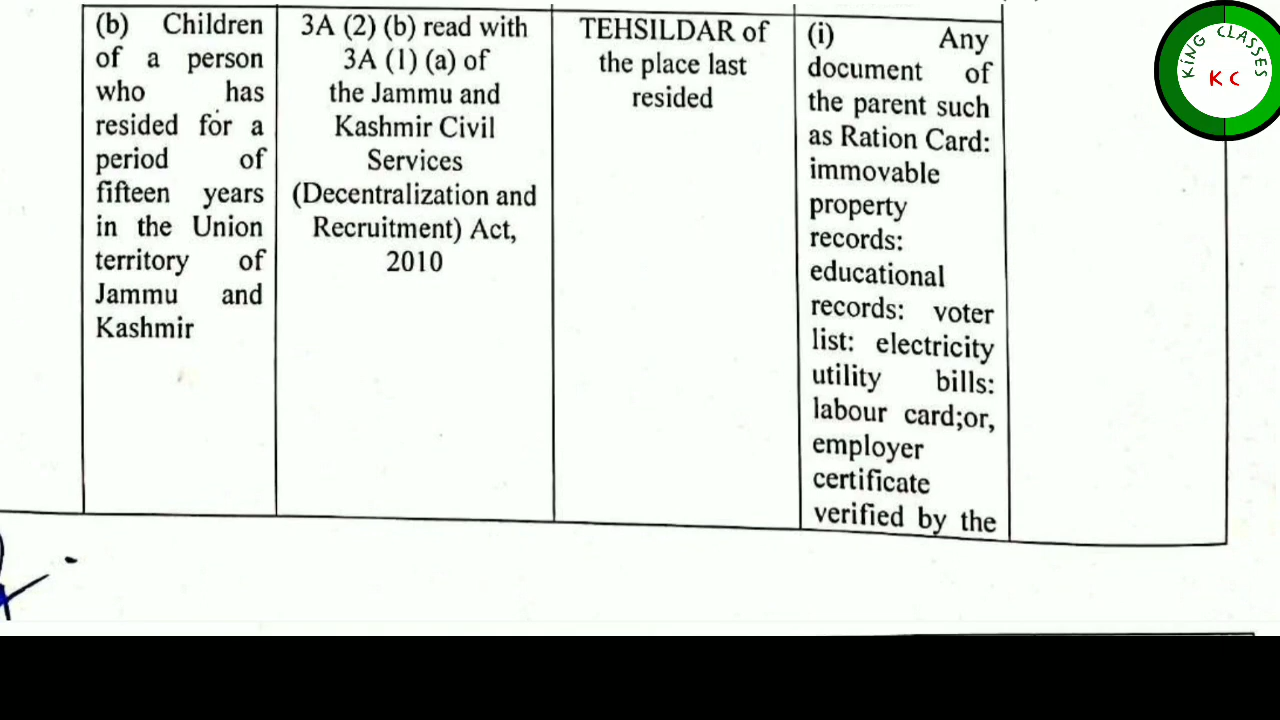 (b) Children
of a person
who has
resided for a
period of
fifteen years
in the Union
territory of
Jammu and
Kashmir
3A (2) (b) read with
3A (1) (a) of
the Jammu and
Kashmir Civil
Services
(Decentralization and
Recruitment) Act,
2010
TEHSILDAR of
the place last
resided
(i) Any
document of
the parent such
as Ration Card:
immovable
property
records:
educational
records: voter
list: electricity
utility bills:
labour card;or,
employer
certificate
verified by the
KING CLASSES
KC